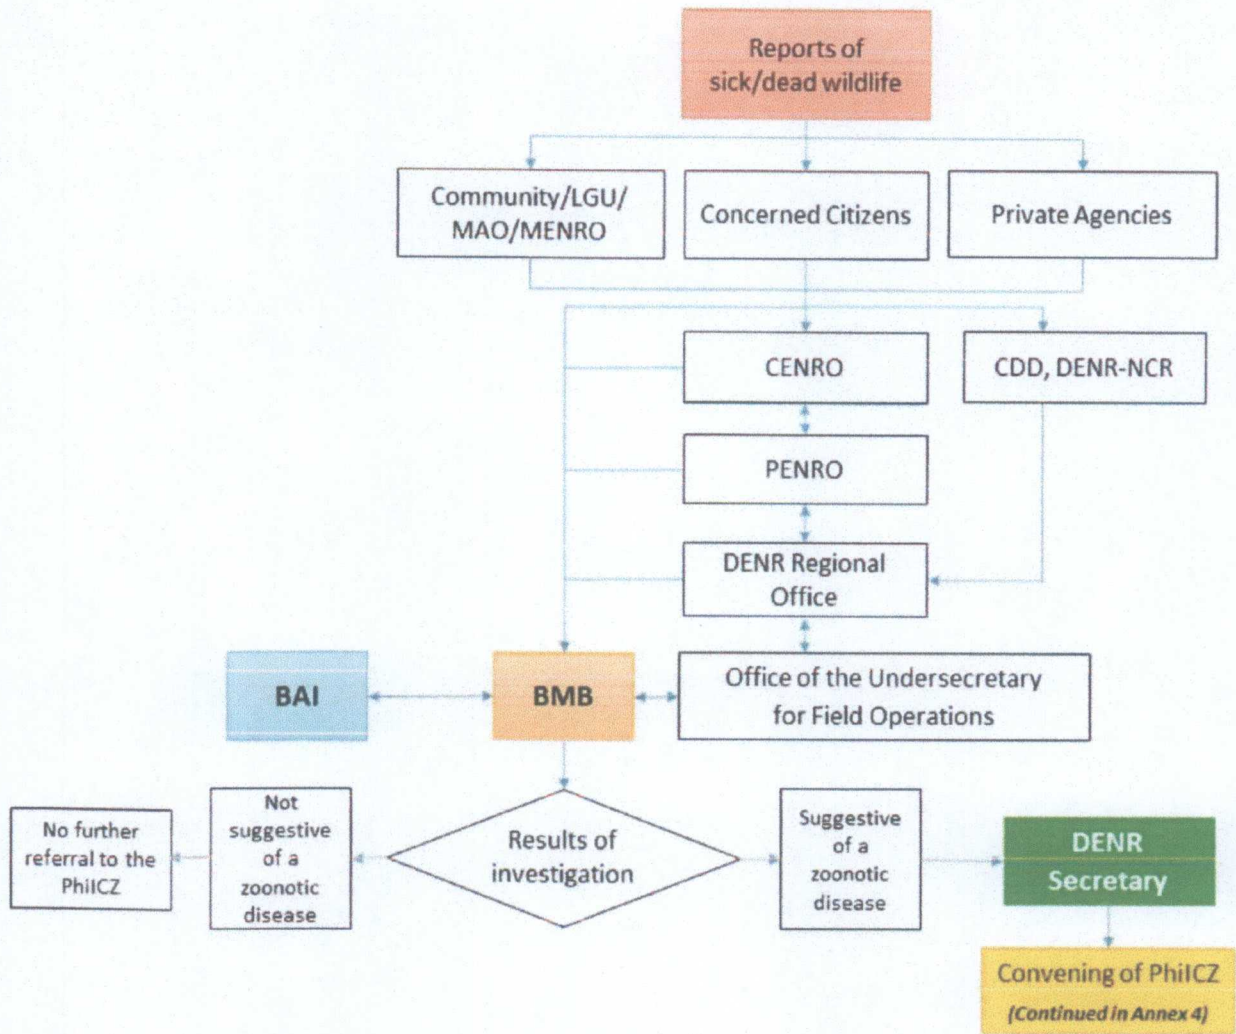 Reports of
sick/dead wildlife
Community/LGU/
MAO/MENRO
Concerned Citizens
Private Agencies
CENRO
CDD, DENR-NCR
PENRO
DENR Regional
Office
BAI
BMB
Office of the Undersecretary
for Field Operations
No further
referral to the
PhilCZ
Not
suggestive
of a
zoonotic
disease
Results of
investigation
Suggestive
of a
zoonotic
disease
DENR
Secretary
Convening of PhilCZ
(Continued in Annex 4)